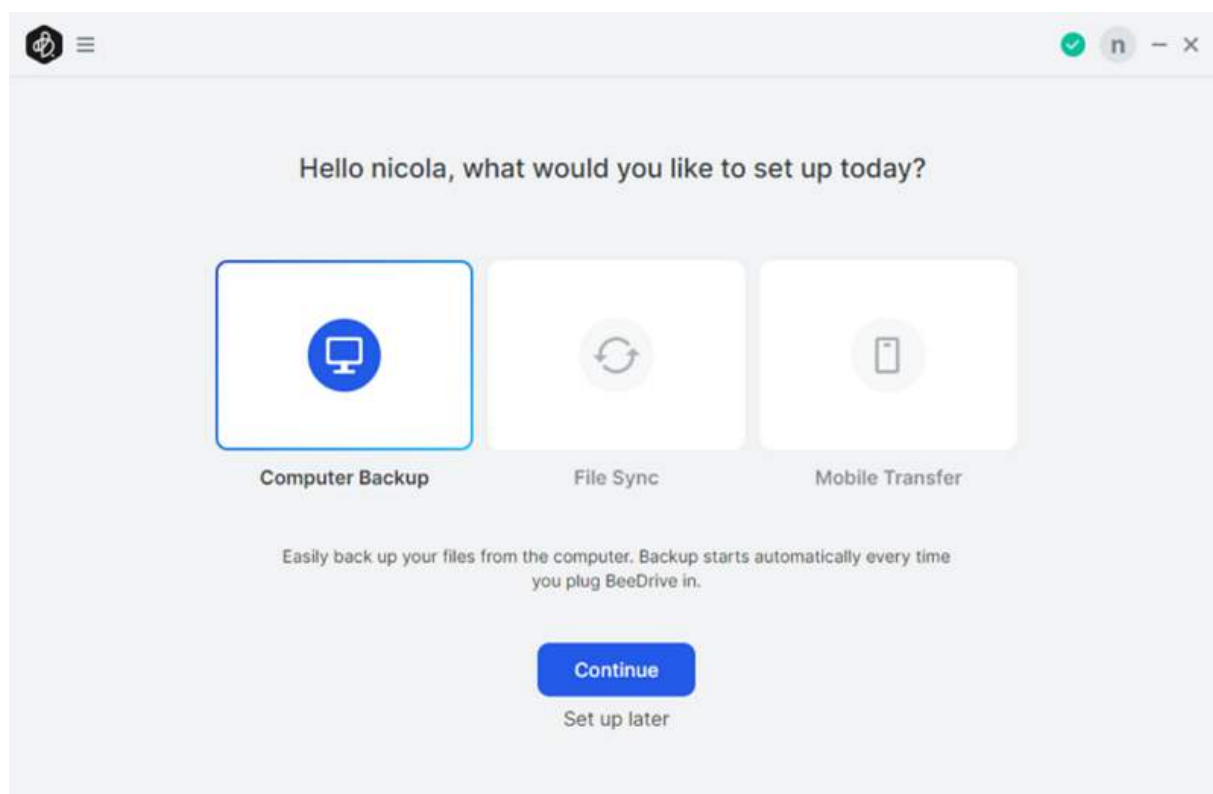 n
Hello nicola, what would you like to set up today?
Computer Backup
File Sync
Mobile Transfer
Easily back up your files from the computer. Backup starts automatically every time
you plug BeeDrive in.
Continue
Set up later